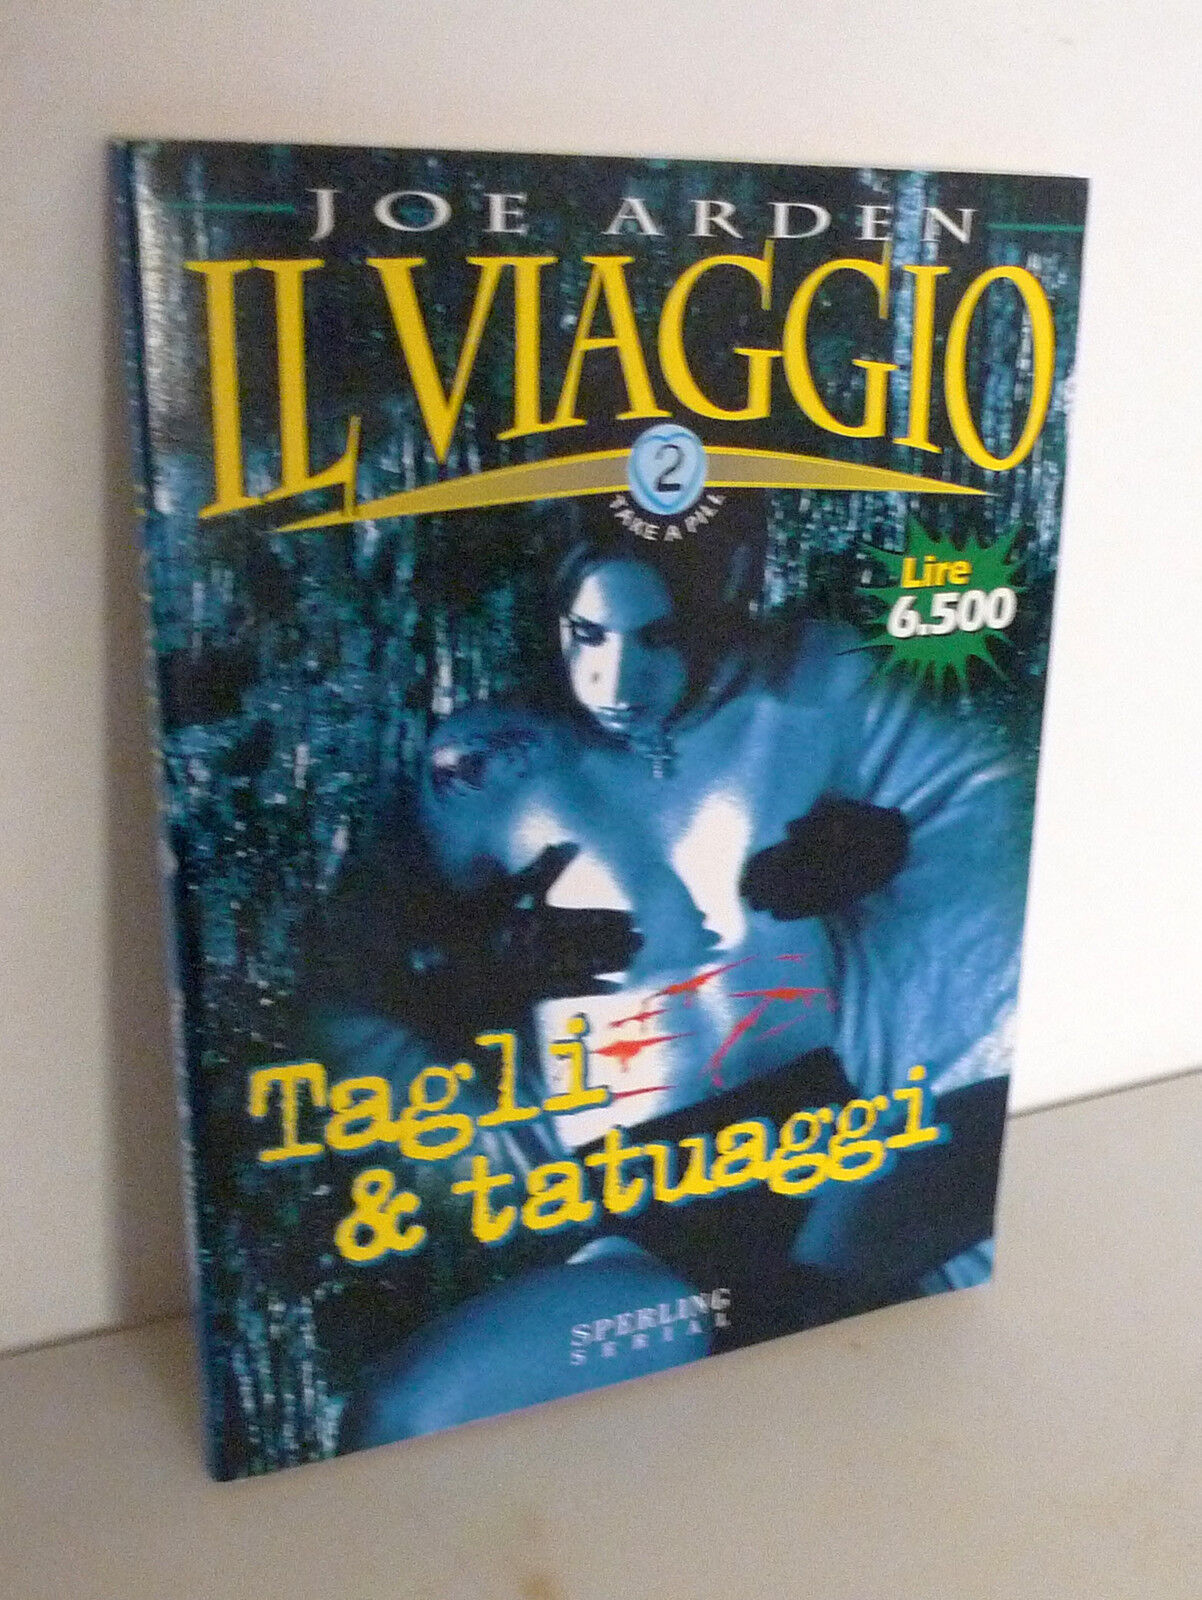 JOE ARDEN
IL VIAGGIO
2
TAKE A PILL
Lire
6.500
Tagli
& tatuaggi
SPERLING
SERIAL